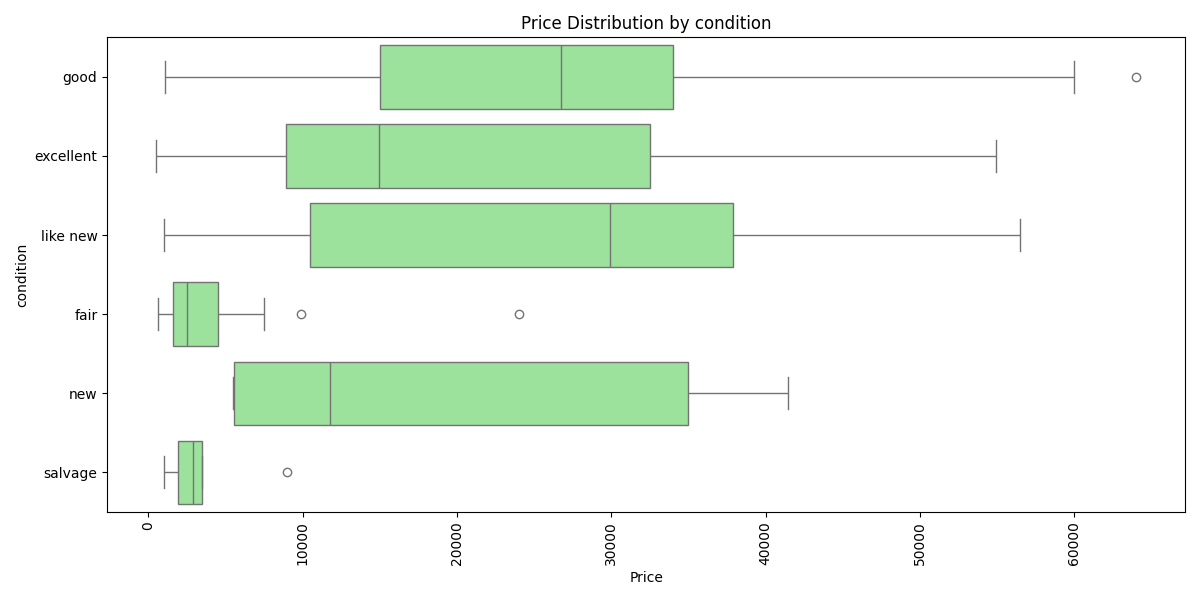 Price Distribution by condition
good
excellent
like new
fair
new
salvage
condition
0
10000
20000
30000
40000
50000
60000
Price